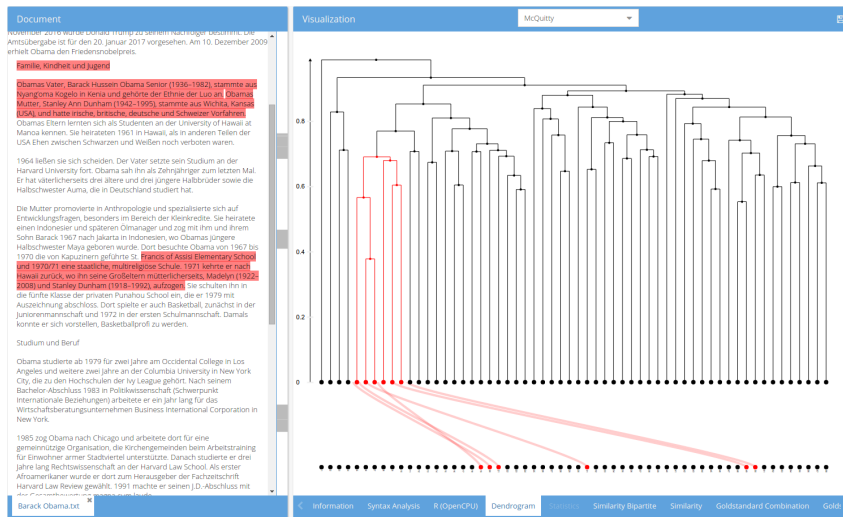 Document
November 2016 wurde Donald Trump zu seinem Nachfolger bestimmt. Die
Amtsübergabe ist für den 20. Januar 2017 vorgesehen. Am 10. Dezember 2009
erhielt Obama den Friedensnobelpreis.
Familie, Kindheit und Jugend
Obamas Vater, Barack Hussein Obama Senior (1936–1982), stammte aus
Nyang'oma Kogelo in Kenia und gehörte der Ethnie der Luo an. Obamas
Mutter, Stanley Ann Dunham (1942–1995), stammte aus Wichita, Kansas
(USA), und hatte irische, britische, deutsche und Schweizer Vorfahren.
Obamas Eltern lernten sich als Studenten an der University of Hawaii at
Manoa kennen. Sie heirateten 1961 in Hawaii, als in anderen Teilen der
USA Ehen zwischen Schwarzen und Weißen noch verboten waren.
1964 ließen sie sich scheiden. Der Vater setzte sein Studium an der
Harvard University fort. Obama sah ihn als Zehnjähriger zum letzten Mal.
Er hat väterlicherseits drei ältere und drei jüngere Halbbrüder sowie die
Halbschwester Auma, die in Deutschland studiert hat.
Die Mutter promovierte in Anthropologie und spezialisierte sich auf
Entwicklungsfragen, besonders im Bereich der Kleinkredite. Sie heiratete
einen Indonesier und späteren Ölmanager und zog mit ihm und ihrem
Sohn Barack 1967 nach Jakarta in Indonesien, wo Obamas jüngere
Halbschwester Maya geboren wurde. Dort besuchte Obama von 1967 bis
1970 die von Kapuzinern geführte St. Francis of Assisi Elementary School
und 1970/71 eine staatliche, multireligiöse Schule. 1971 kehrte er nach
Hawaii zurück, wo ihn seine Großeltern mütterlicherseits, Madelyn (1922–
2008) und Stanley Dunham (1918–1992), aufzogen. Sie schulten ihn in
die fünfte Klasse der privaten Punahou School ein, die er 1979 mit
Auszeichnung abschloss. Dort spielte er auch Basketball, zunächst in der
Juniorenmannschaft und 1972 in der ersten Schulmannschaft. Damals
konnte er sich vorstellen, Basketballprofi zu werden.
Studium und Beruf
Obama studierte ab 1979 für zwei Jahre am Occidental College in Los
Angeles und weitere zwei Jahre an der Columbia University in New York
City, die zu den Hochschulen der Ivy League gehört. Nach seinem
Bachelor-Abschluss 1983 in Politikwissenschaft (Schwerpunkt
Internationale Beziehungen) arbeitete er ein Jahr lang für das
Wirtschaftsberatungsunternehmen Business International Corporation in
New York.
1985 zog Obama nach Chicago und arbeitete dort für eine
gemeinnützige Organisation, die Kirchengemeinden beim Arbeitstraining
für Einwohner armer Stadtviertel unterstützte. Danach studierte er drei
Jahre lang Rechtswissenschaft an der Harvard Law School. Als erster
Afroamerikaner wurde er dort zum Herausgeber der Fachzeitschrift
Harvard Law Review gewählt. 1991 machte er seinen J.D.-Abschluss mit
der Gesamtbewertung magna cum laude.
Barack Obama.txt
Visualization
McQuitty
0.8
0.6
0.4
0.2
0
Information
Syntax Analysis
R (OpenCPU)
Dendrogram
Statistics
Similarity Bipartite
Similarity
Goldstandard Combination
Golds